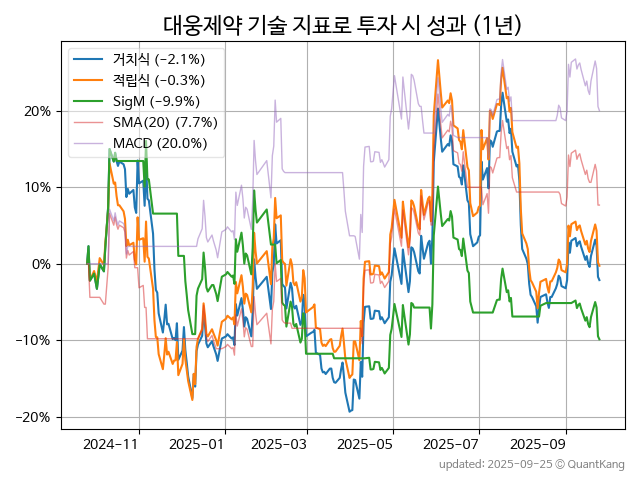 대웅제약 기술 지표로 투자 시 성과 (1년)
거치식 (-2.1%)
적립식 (-0.3%)
SigM (-9.9%)
SMA(20) (7.7%)
MACD (20.0%)
20%
10%
0%
-10%
-20%
2024-11 2025-01 2025-03 2025-05 2025-07 2025-09
updated: 2025-09-25 © QuantKang